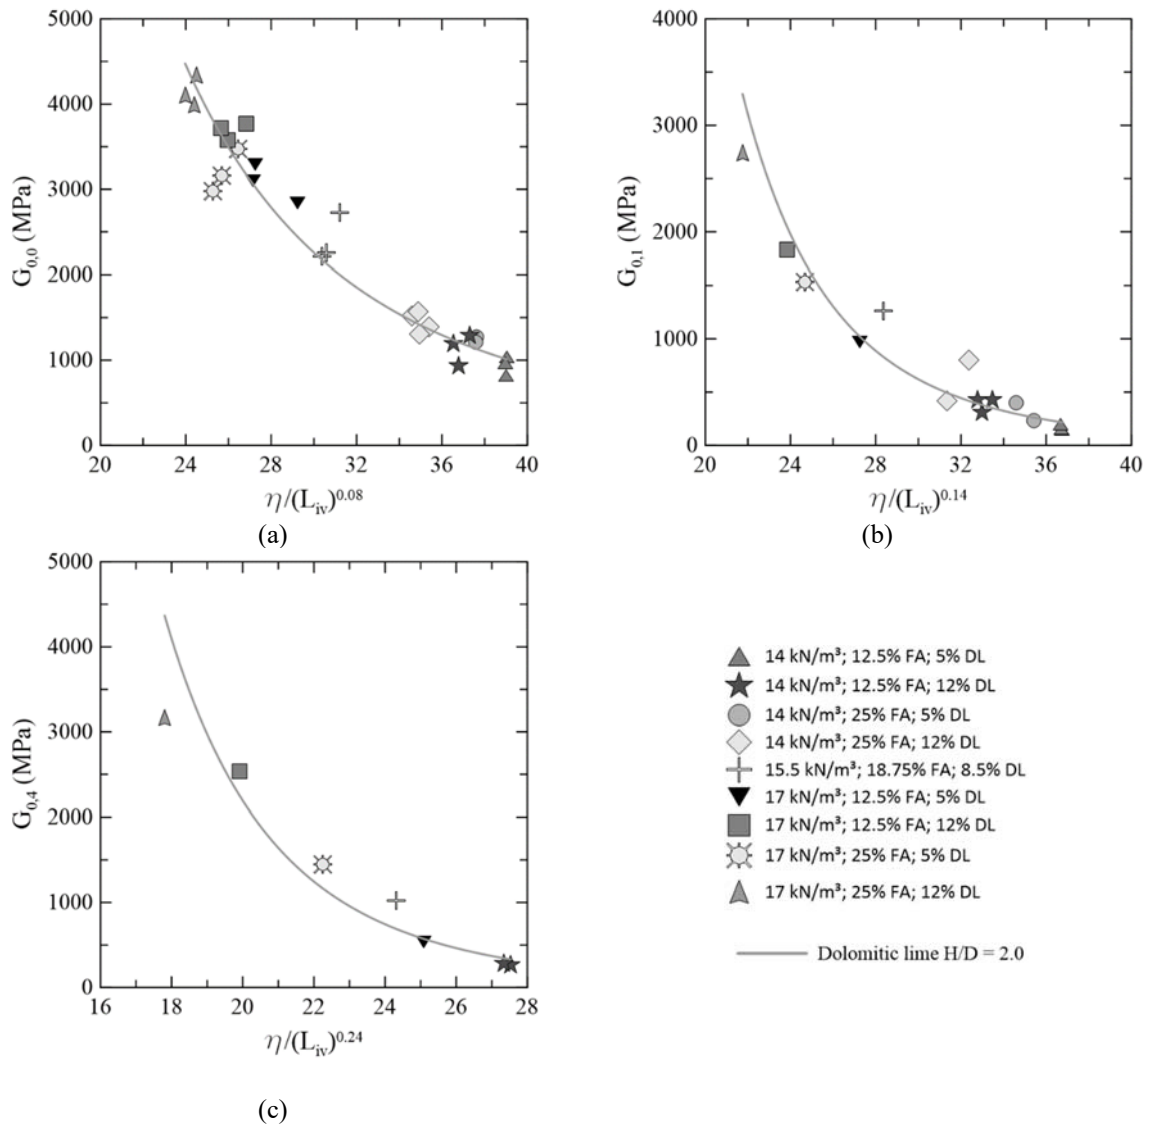 5000
4000
3000
2000
1000
0
G0,0 (MPa)
20 24 28 32 36 40
η/(Liv)^0.08
(a)
4000
3000
2000
1000
0
G0,1 (MPa)
20 24 28 32 36 40
η/(Liv)^0.14
(b)
5000
4000
3000
2000
1000
0
G0,4 (MPa)
16 18 20 22 24 26 28
η/(Liv)^0.24
(c)
14 kN/m³; 12.5% FA; 5% DL
14 kN/m³; 12.5% FA; 12% DL
14 kN/m³; 25% FA; 5% DL
14 kN/m³; 25% FA; 12% DL
15.5 kN/m³; 18.75% FA; 8.5% DL
17 kN/m³; 12.5% FA; 5% DL
17 kN/m³; 12.5% FA; 12% DL
17 kN/m³; 25% FA; 5% DL
17 kN/m³; 25% FA; 12% DL
Dolomitic lime H/D = 2.0